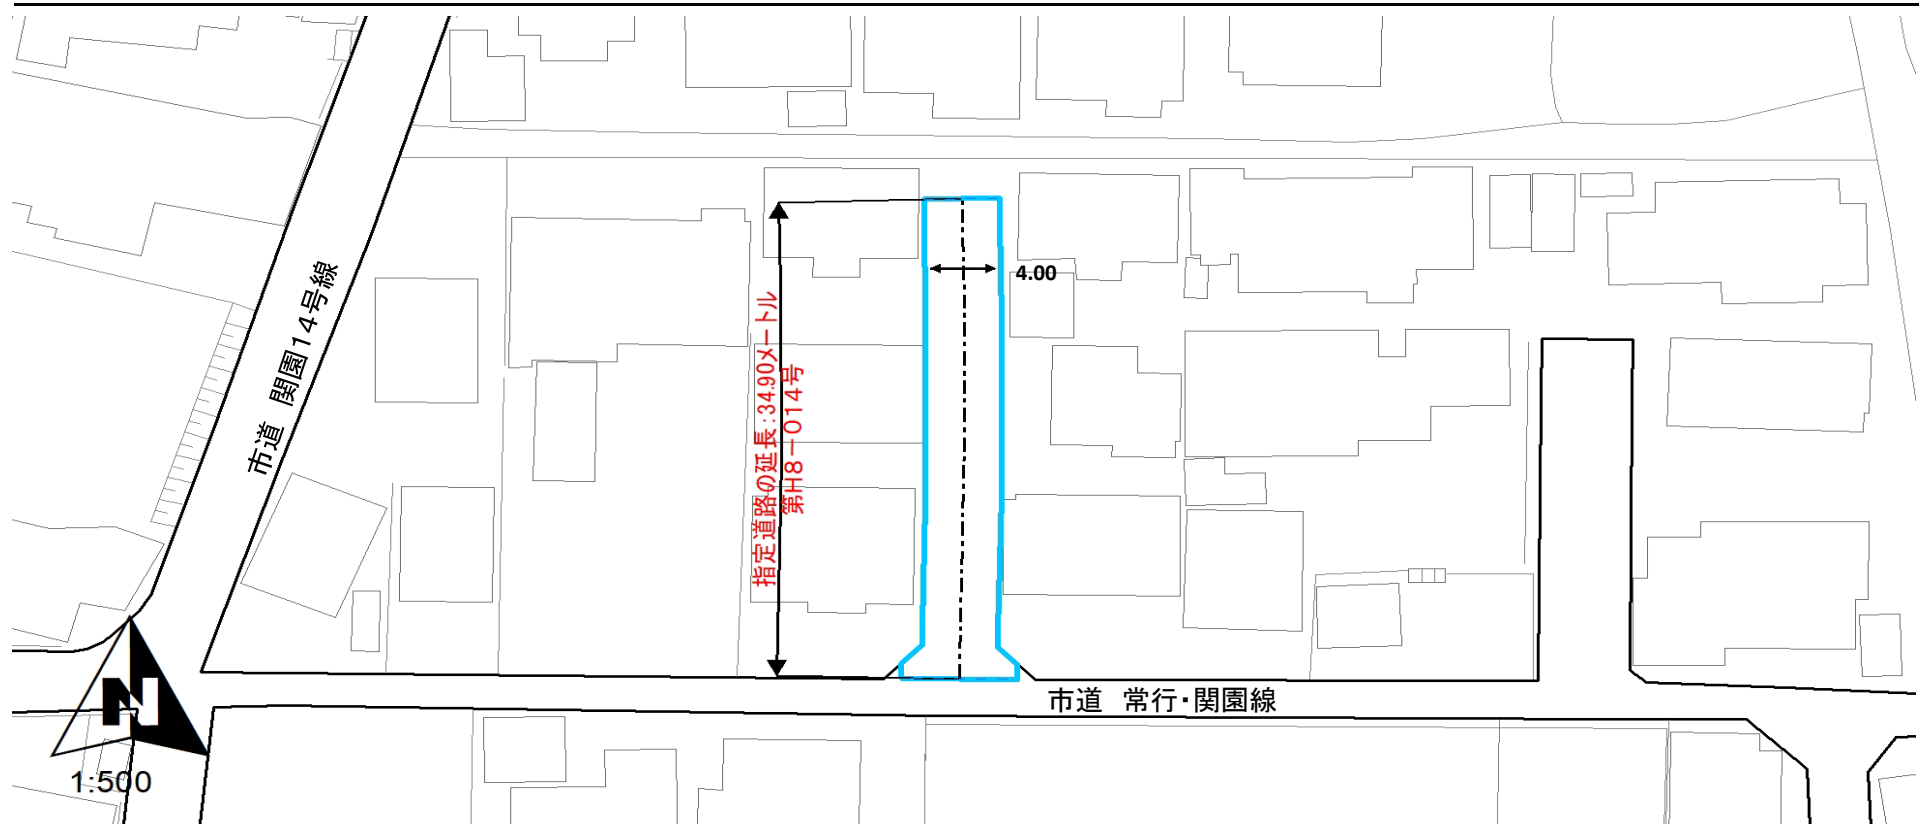 4.00
市道 関園14号線
指定道路の延長:34.90メートル
第H8-014号
市道 常行・関園線
N
1:500